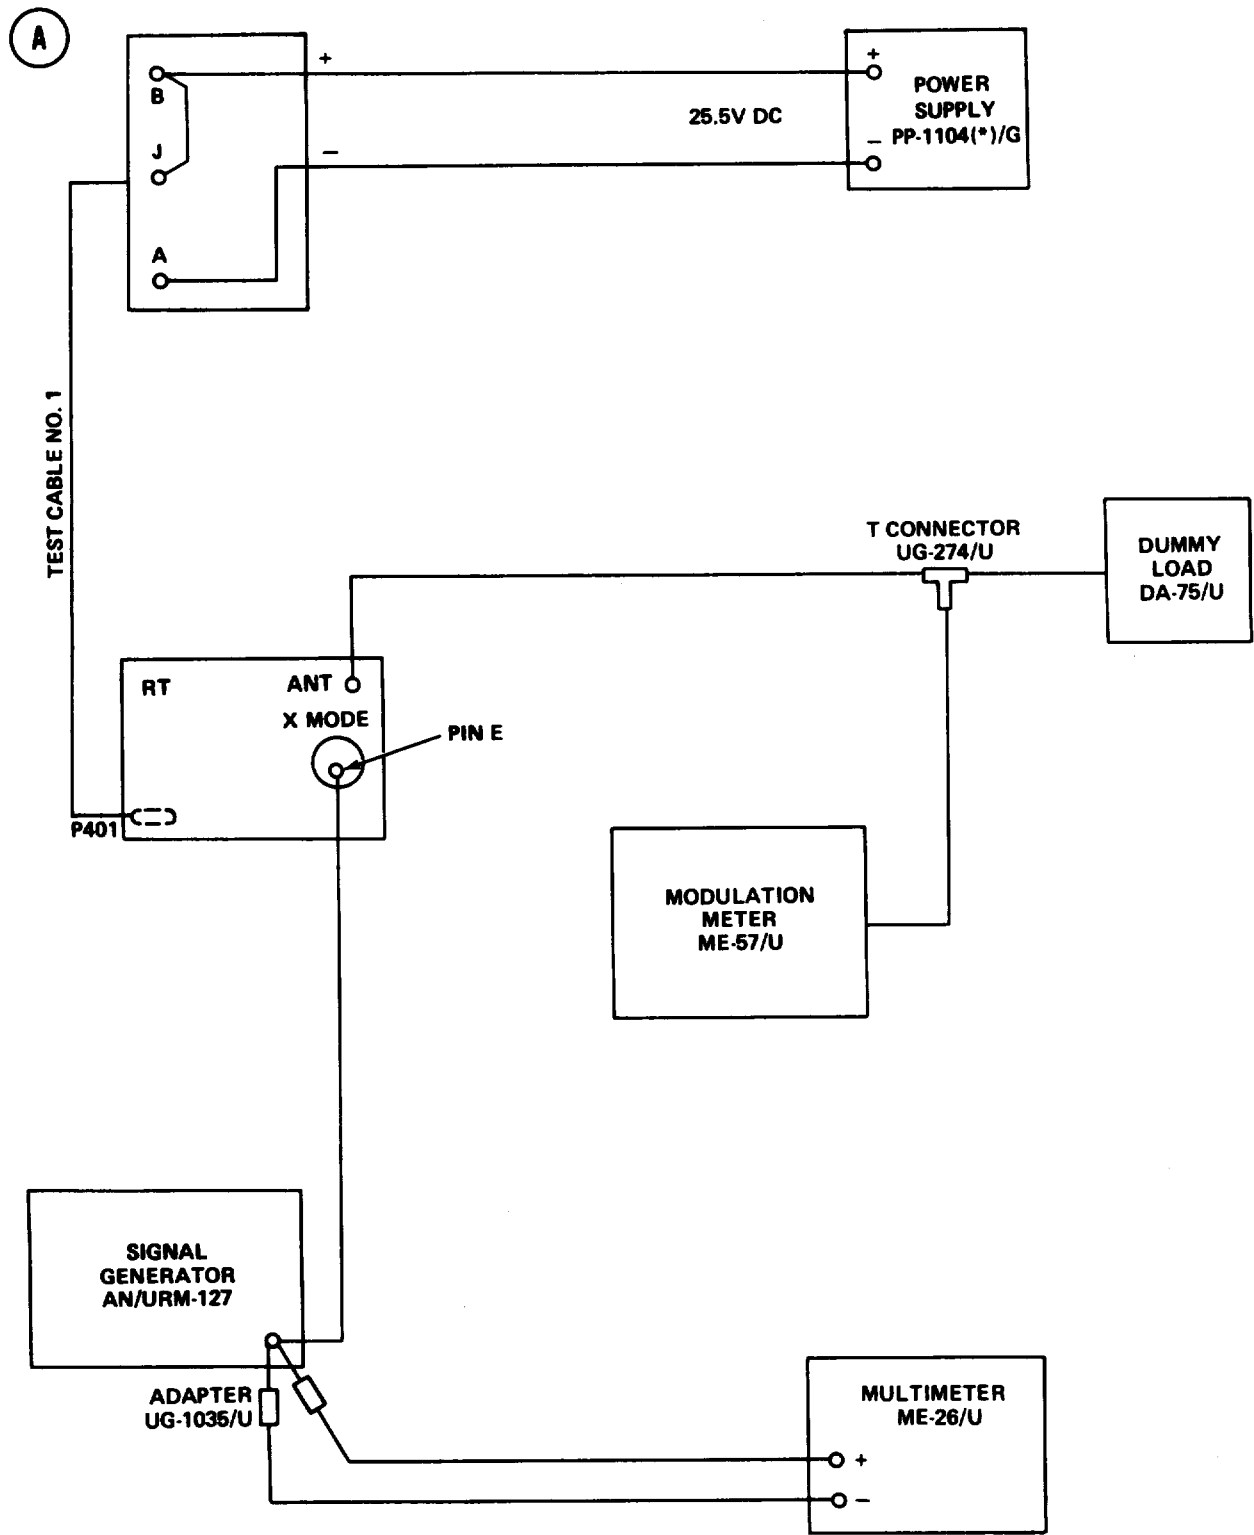 A
B
J
A
+
−
25.5V DC
+
−
POWER
SUPPLY
PP-1104(*)/G
TEST CABLE NO. 1
T CONNECTOR
UG-274/U
DUMMY
LOAD
DA-75/U
RT
ANT
X MODE
PIN E
P401
MODULATION
METER
ME-57/U
SIGNAL
GENERATOR
AN/URM-127
ADAPTER
UG-1035/U
MULTIMETER
ME-26/U
+
−